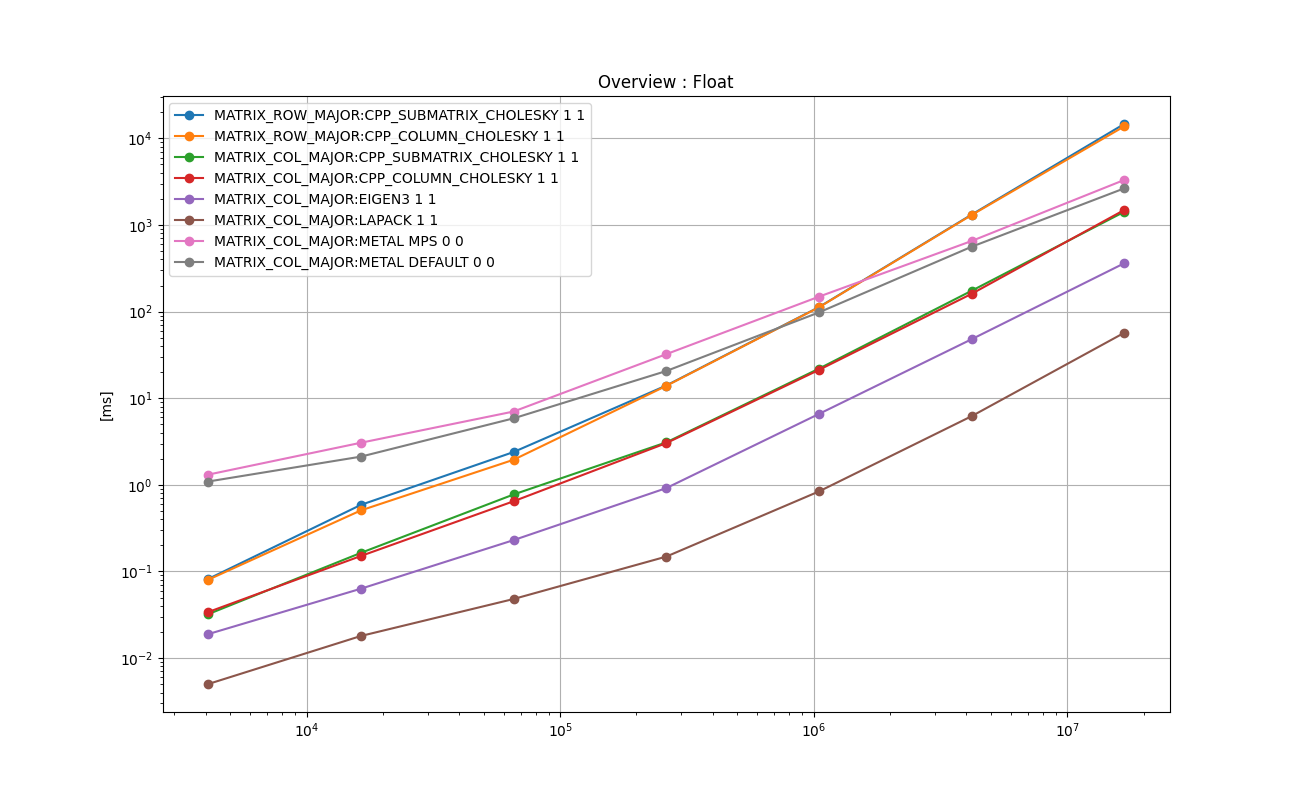 Overview : Float
MATRIX_ROW_MAJOR:CPP_SUBMATRIX_CHOLESKY 1 1
MATRIX_ROW_MAJOR:CPP_COLUMN_CHOLESKY 1 1
MATRIX_COL_MAJOR:CPP_SUBMATRIX_CHOLESKY 1 1
MATRIX_COL_MAJOR:CPP_COLUMN_CHOLESKY 1 1
MATRIX_COL_MAJOR:EIGEN3 1 1
MATRIX_COL_MAJOR:LAPACK 1 1
MATRIX_COL_MAJOR:METAL MPS 0 0
MATRIX_COL_MAJOR:METAL DEFAULT 0 0
[ms]
10⁴
10³
10²
10¹
10⁰
10⁻¹
10⁻²
10⁴ 10⁵ 10⁶ 10⁷